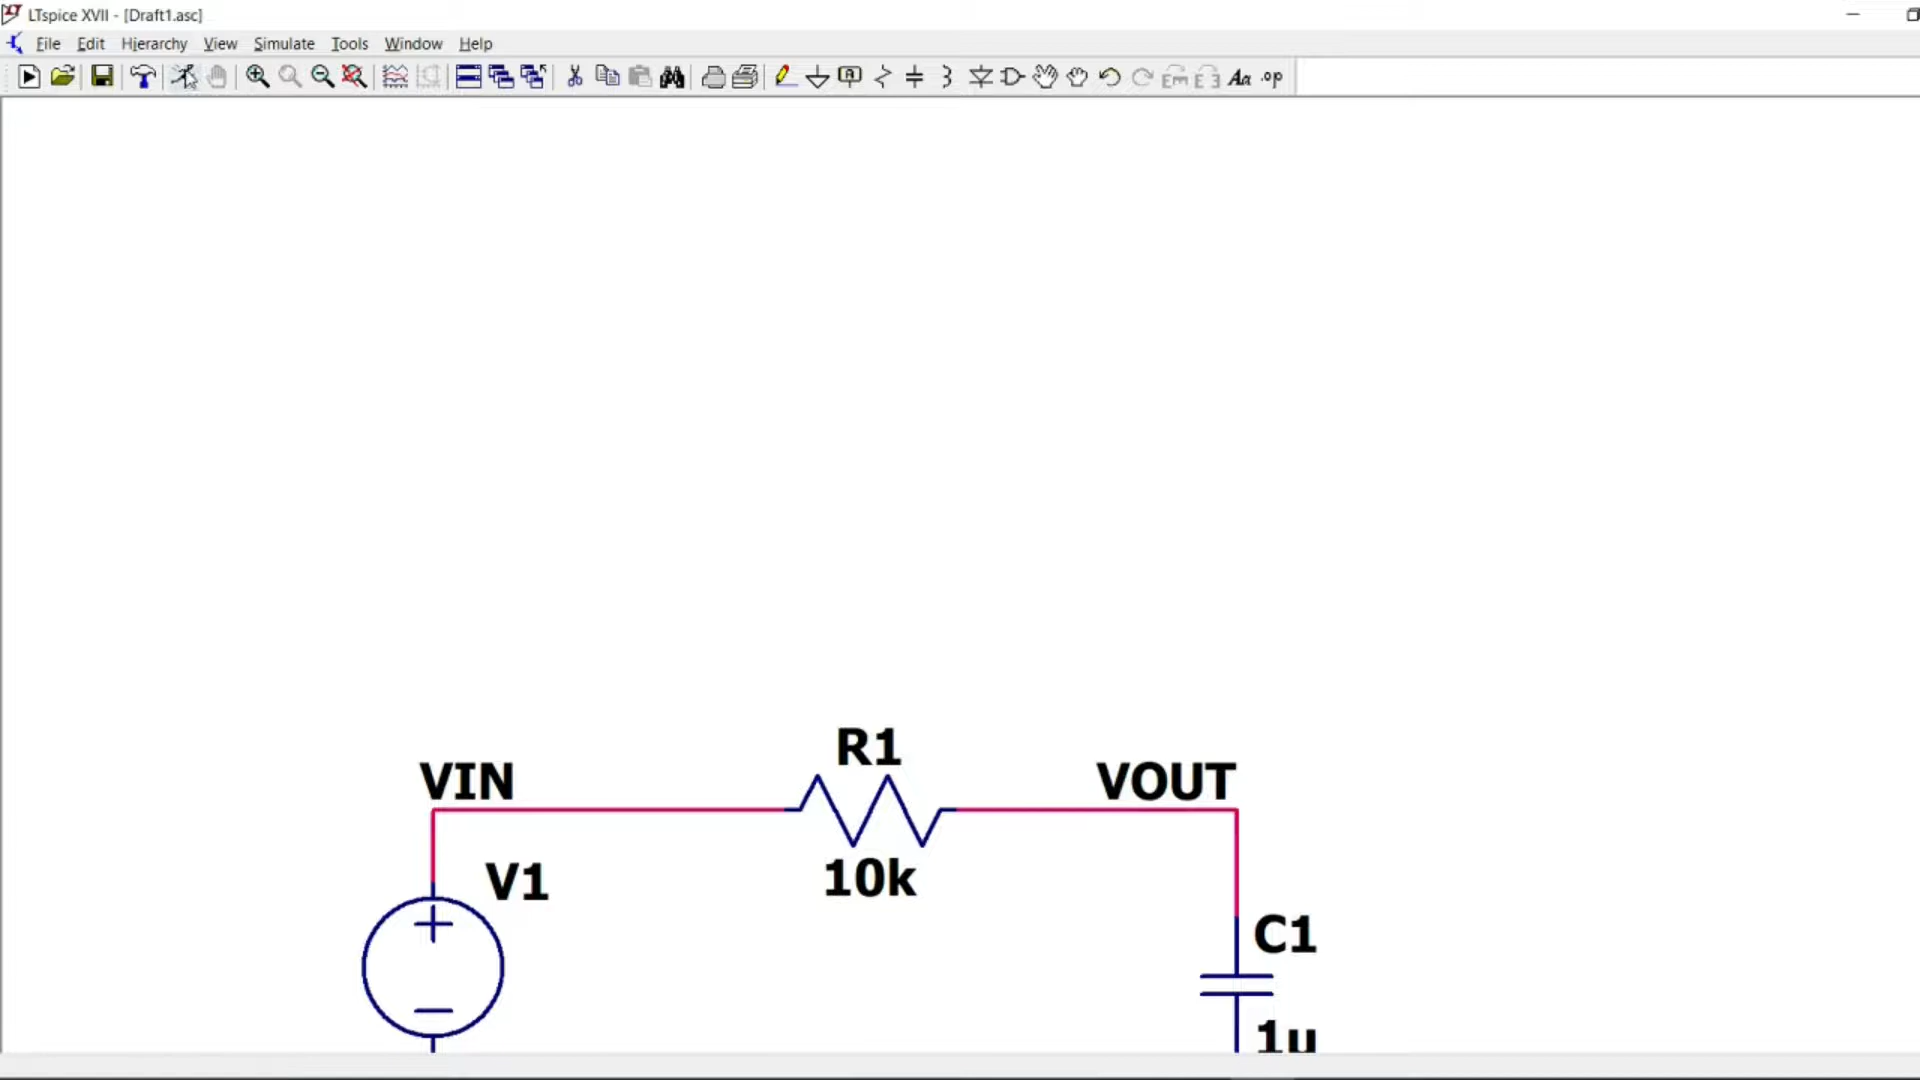 LTspice XVII - [Draft1.asc]
File Edit Hierarchy View Simulate Tools Window Help
Aa .op
R1
VIN
VOUT
10k
V1
C1
1u